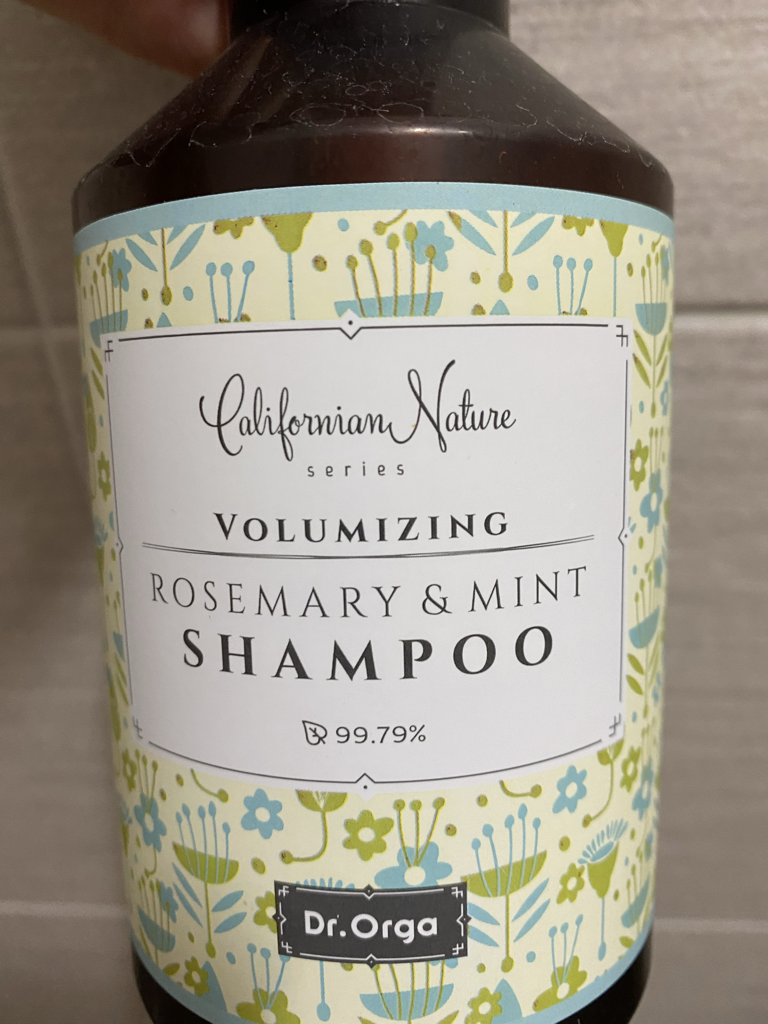 Californian Nature
series
VOLUMIZING
ROSEMARY & MINT
SHAMPOO
99.79%
Dr.Orga